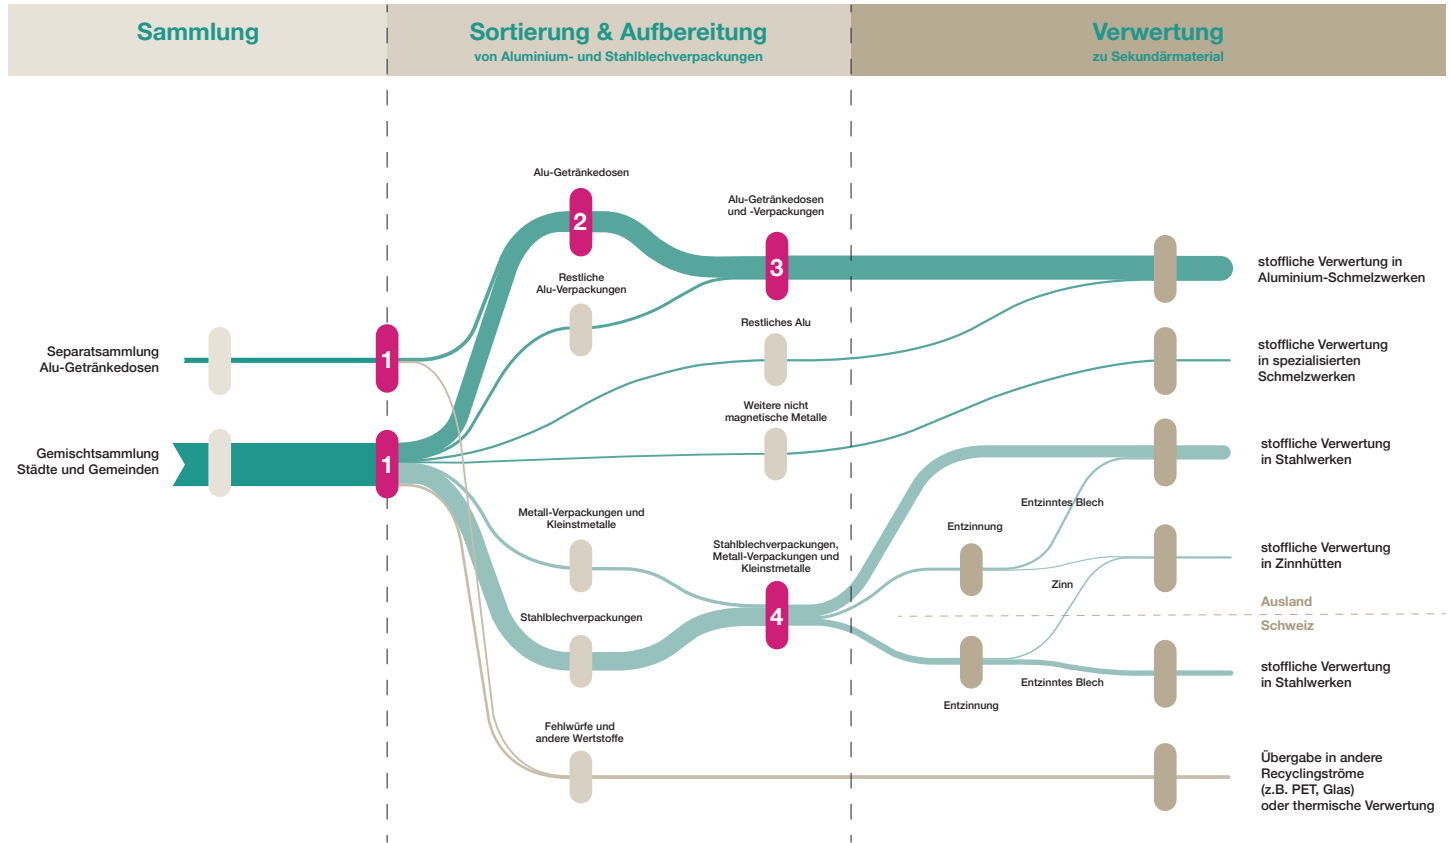 Sammlung
Sortierung & Aufbereitung
von Aluminium- und Stahlblechverpackungen
Verwertung
zu Sekundärmaterial
Separatsammlung
Alu-Getränkedosen
Gemischtsammlung
Städte und Gemeinden
1
1
Alu-Getränkedosen
2
Restliche
Alu-Verpackungen
Alu-Getränkedosen
und -Verpackungen
3
Restliches Alu
Weitere nicht
magnetische Metalle
Metall-Verpackungen und
Kleinstmetalle
Stahlblechverpackungen
Stahlblechverpackungen,
Metall-Verpackungen und
Kleinstmetalle
4
Fehlwürfe und
andere Wertstoffe
Entzinnung
Entzinntes Blech
Zinn
Entzinntes Blech
Entzinnung
stoffliche Verwertung in
Aluminium-Schmelzwerken
stoffliche Verwertung
in spezialisierten
Schmelzwerken
stoffliche Verwertung
in Stahlwerken
stoffliche Verwertung
in Zinnhütten
Ausland
Schweiz
stoffliche Verwertung
in Stahlwerken
Übergabe in andere
Recyclingströme
(z.B. PET, Glas)
oder thermische Verwertung